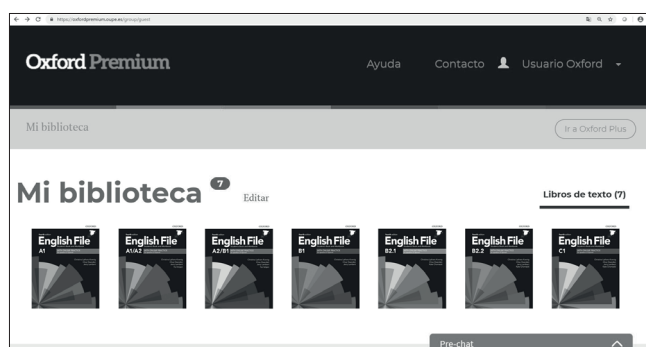 https://oxfordpremium.oupe.es/group/guest
Oxford Premium
Ayuda Contacto Usuario Oxford
Mi biblioteca
Ir a Oxford Plus
Mi biblioteca 7 Editar
Libros de texto (7)
English File A1
English File A1/A2
English File A2/B1
English File B1
English File B2.1
English File B2.2
English File C1
Pre-chat